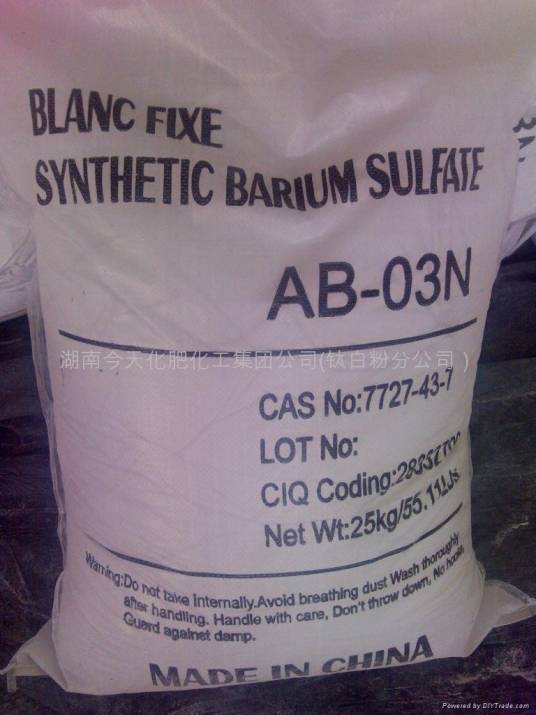 BLANC FIXE
SYNTHETIC BARIUM SULFATE
AB-03N
湖南今天化肥化工集团公司(钛白粉分公司)
CAS No:7727-43-7
LOT No:
CIQ Coding:
Net Wt:25kg/55.11Lbs
Warning:Do not take Internally.Avoid breathing dust Wash thoroughly
after handling. Handle with care, Don't throw down, No hooks.
Guard against damp.
MADE IN CHINA
Powered by DIYTrade.com